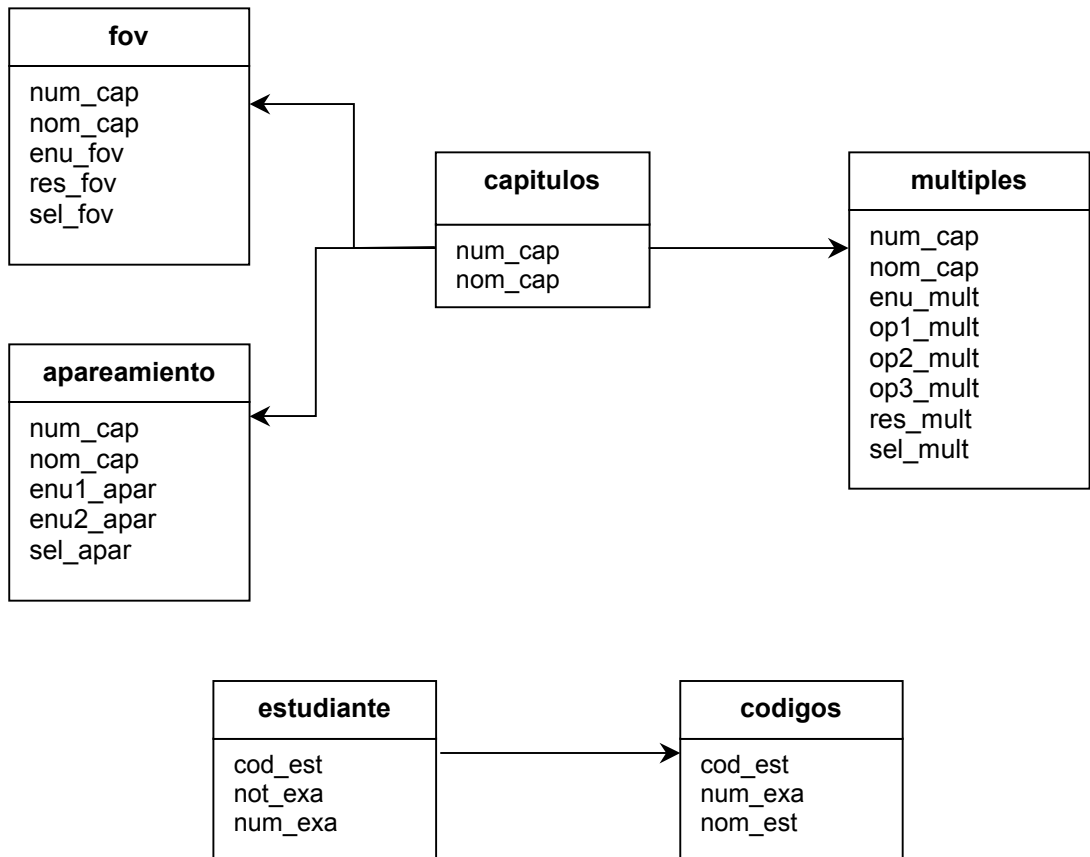 fov
num_cap
nom_cap
enu_fov
res_fov
sel_fov
capitulos
num_cap
nom_cap
multiples
num_cap
nom_cap
enu_mult
op1_mult
op2_mult
op3_mult
res_mult
sel_mult
apareamiento
num_cap
nom_cap
enu1_apar
enu2_apar
sel_apar
estudiante
cod_est
not_exa
num_exa
codigos
cod_est
num_exa
nom_est